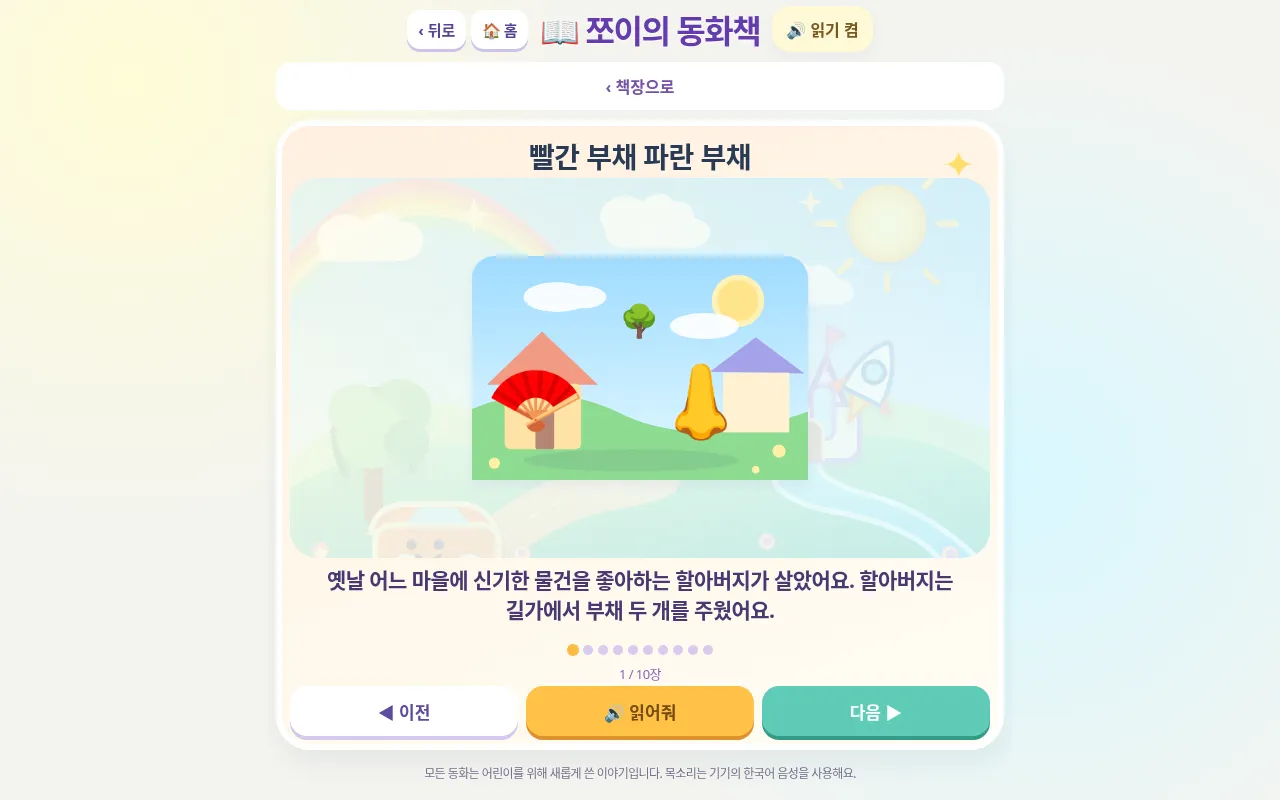 ‹ 뒤로
🏠 홈
📖 쪼이의 동화책
🔊 읽기 켬
‹ 책장으로
빨간 부채 파란 부채
옛날 어느 마을에 신기한 물건을 좋아하는 할아버지가 살았어요. 할아버지는
길가에서 부채 두 개를 주웠어요.
1 / 10장
◀ 이전
🔊 읽어줘
다음 ▶
모든 동화는 어린이를 위해 새롭게 쓴 이야기입니다. 목소리는 기기의 한국어 음성을 사용해요.